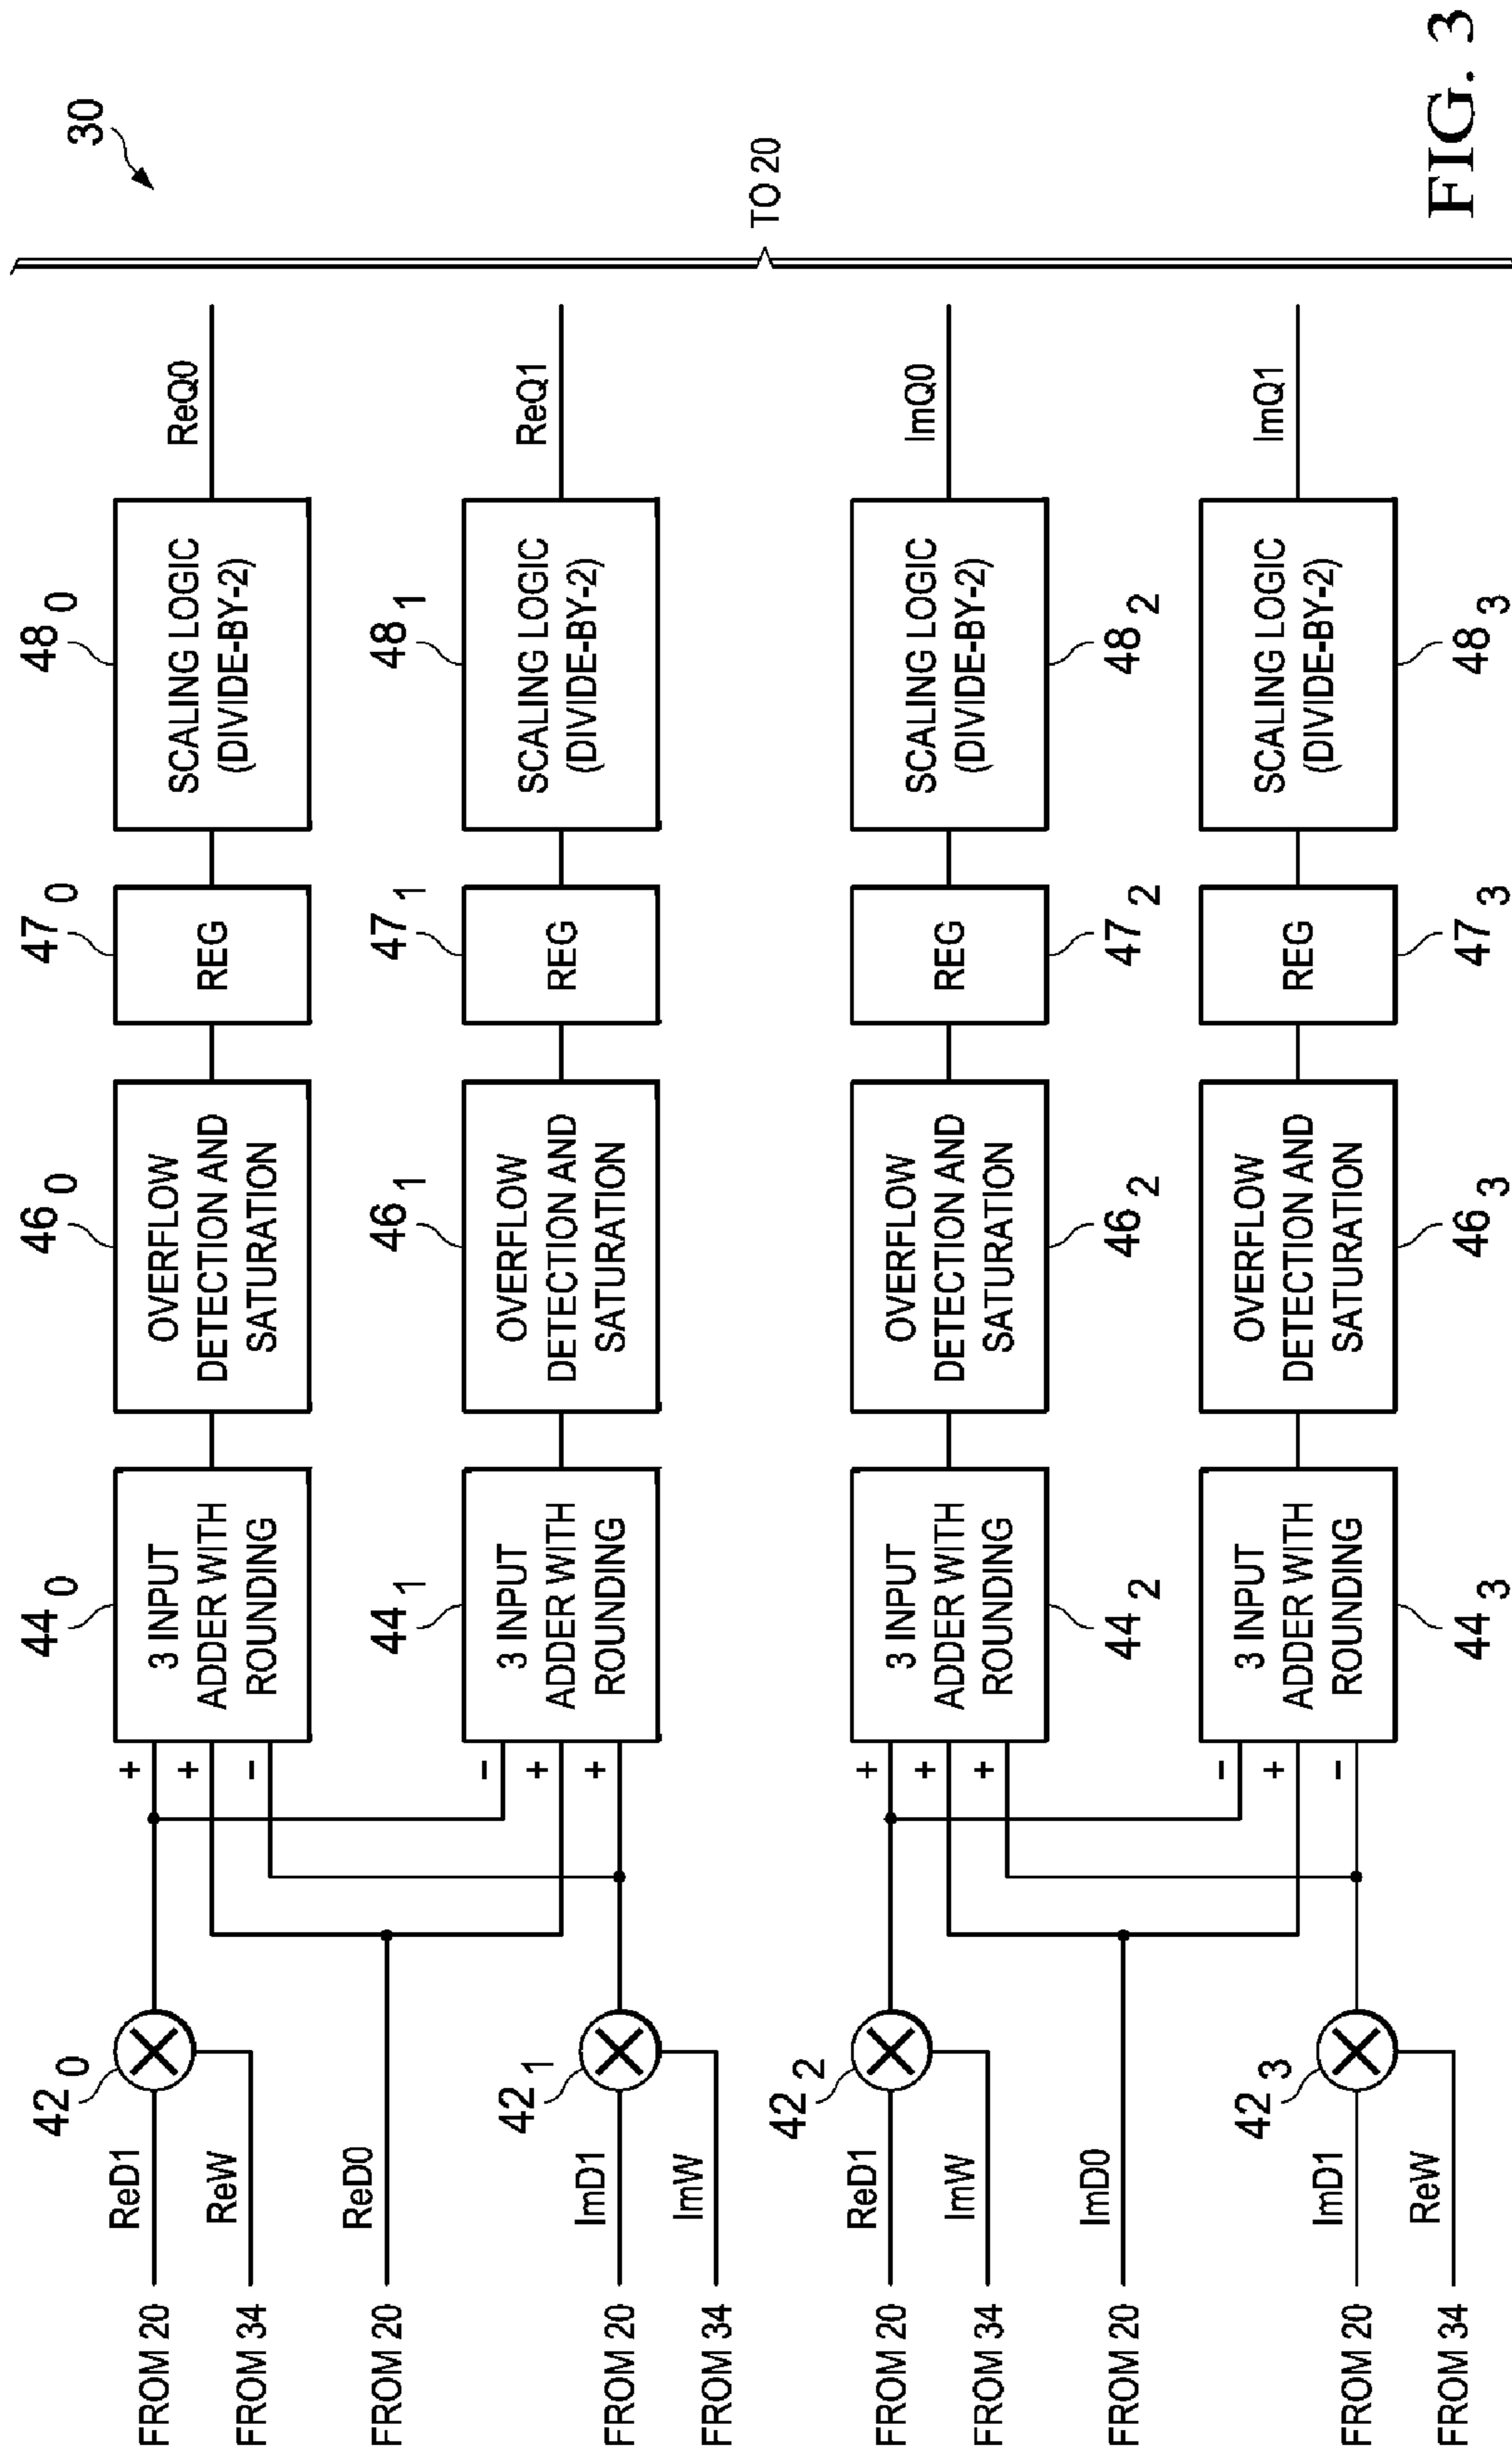 30
FROM 20
ReD1
FROM 34
ReW
42 0
FROM 20
ReD0
FROM 20
ImD1
FROM 34
ImW
42 1
+
+
−
44 0
3 INPUT
ADDER WITH
ROUNDING
46 0
OVERFLOW
DETECTION AND
SATURATION
47 0
REG
48 0
SCALING LOGIC
(DIVIDE-BY-2)
ReQ0
−
+
+
44 1
3 INPUT
ADDER WITH
ROUNDING
46 1
OVERFLOW
DETECTION AND
SATURATION
47 1
REG
48 1
SCALING LOGIC
(DIVIDE-BY-2)
ReQ1
TO 20
FROM 20
ReD1
FROM 34
ImW
42 2
FROM 20
ImD0
FROM 20
ImD1
FROM 34
ReW
42 3
+
+
+
3 INPUT
ADDER WITH
ROUNDING
44 2
OVERFLOW
DETECTION AND
SATURATION
46 2
REG
47 2
SCALING LOGIC
(DIVIDE-BY-2)
48 2
ImQ0
−
+
−
3 INPUT
ADDER WITH
ROUNDING
44 3
OVERFLOW
DETECTION AND
SATURATION
46 3
REG
47 3
SCALING LOGIC
(DIVIDE-BY-2)
48 3
ImQ1
FIG. 3